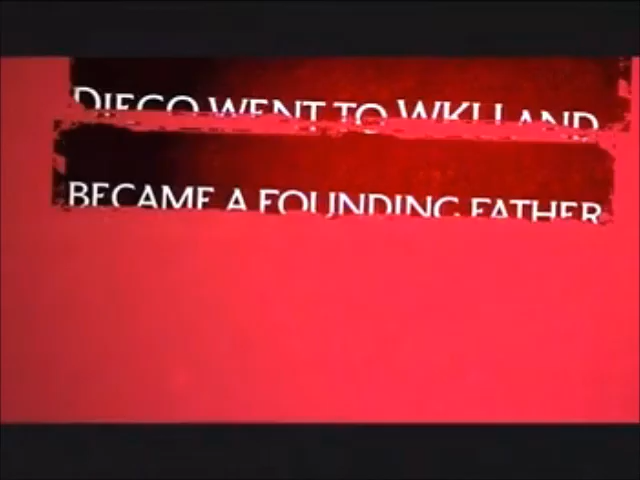 DIEGO WENT TO WKU AND
BECAME A FOUNDING FATHER